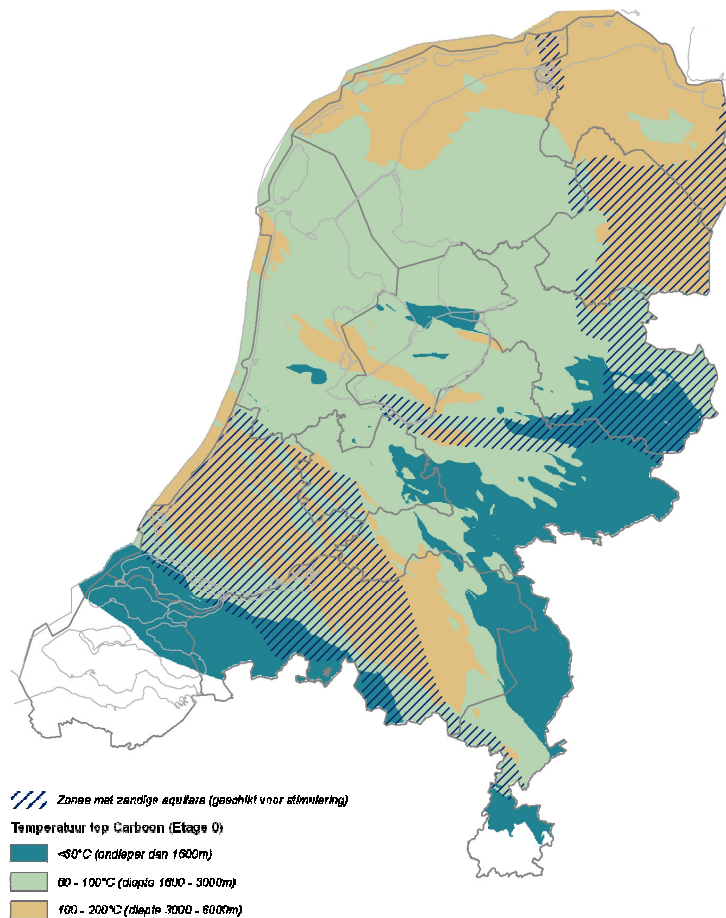 Zones met zandige aquifers (geschikt voor stimulering)
Temperatuur top Carboon (Etage 0)
<60°C (ondieper dan 1600m)
60 - 100°C (diepte 1600 - 3000m)
100 - 200°C (diepte 3000 - 6000m)